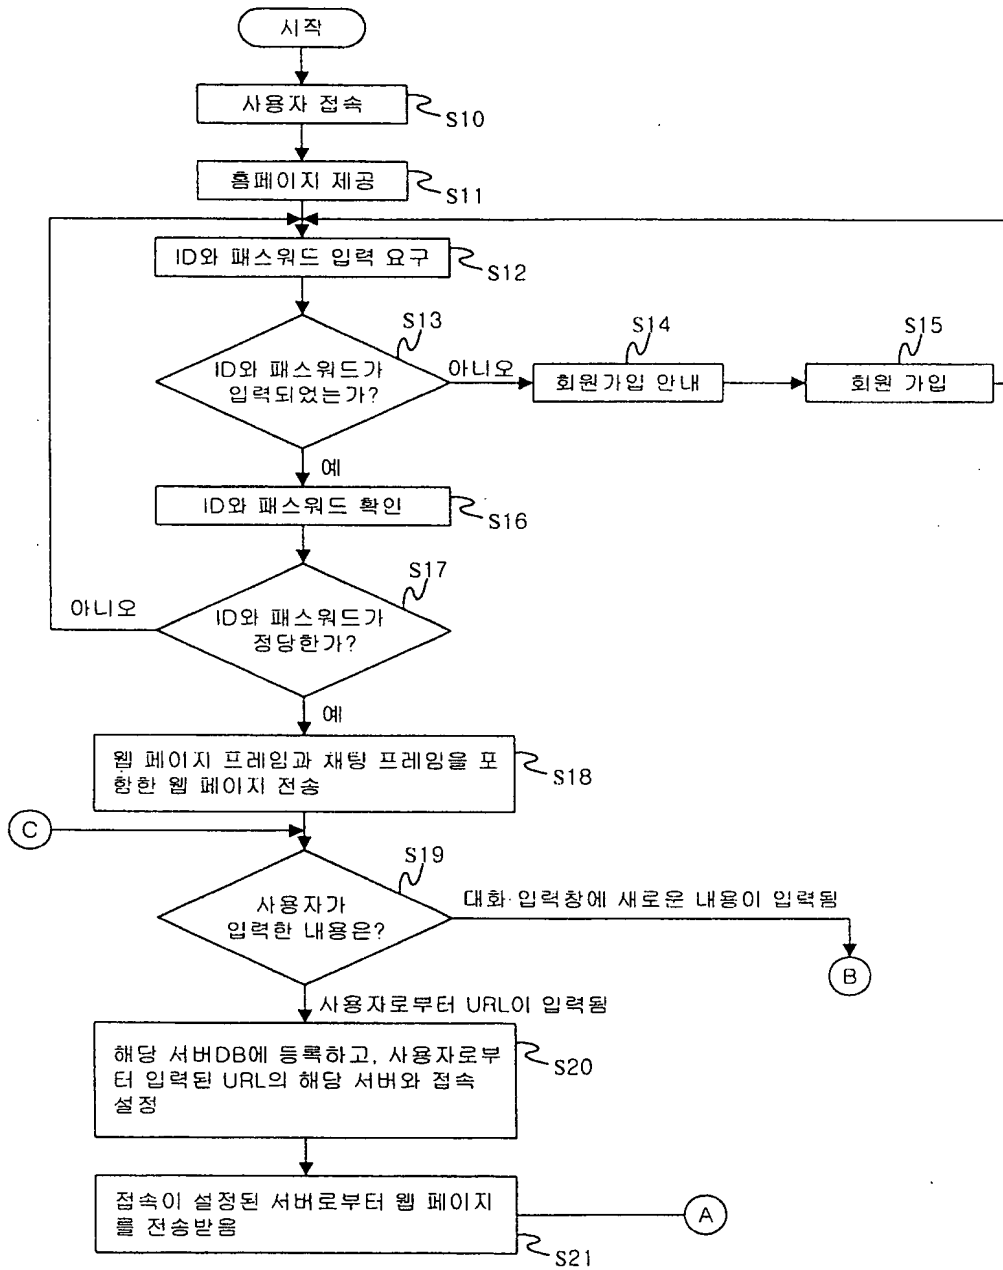 시작
사용자 접속
S10
홈페이지 제공
S11
ID와 패스워드 입력 요구
S12
S13
ID와 패스워드가
입력되었는가?
아니오
S14
회원가입 안내
S15
회원 가입
예
ID와 패스워드 확인
S16
S17
아니오
ID와 패스워드가
정당한가?
예
웹 페이지 프레임과 채팅 프레임을 포
함한 웹 페이지 전송
S18
C
S19
사용자가
입력한 내용은?
대화 입력창에 새로운 내용이 입력됨
B
사용자로부터 URL이 입력됨
해당 서버DB에 등록하고, 사용자로부
터 입력된 URL의 해당 서버와 접속
설정
S20
접속이 설정된 서버로부터 웹 페이지
를 전송받음
A
S21